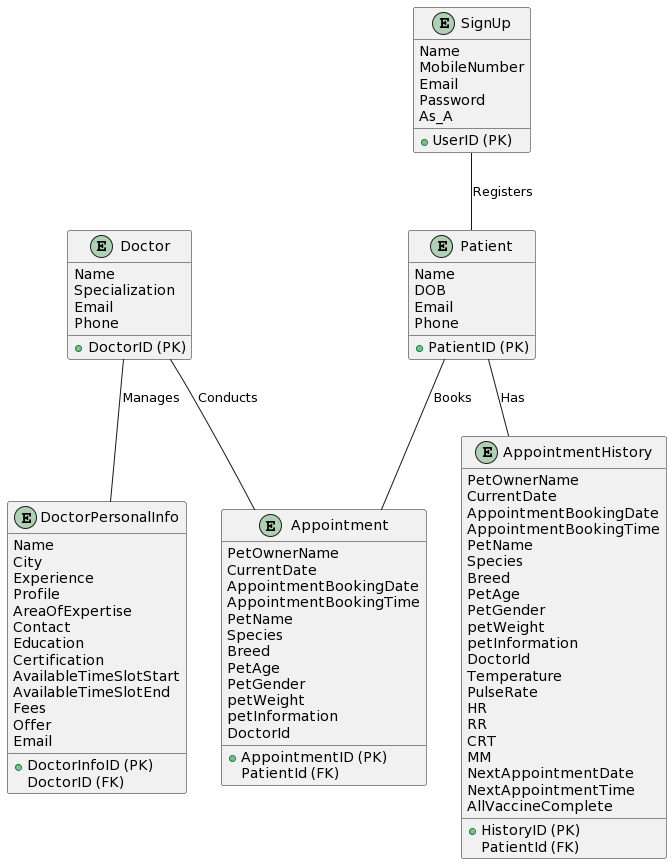 E SignUp
Name
MobileNumber
Email
Password
As_A
UserID (PK)
Registers
E Doctor
Name
Specialization
Email
Phone
DoctorID (PK)
E Patient
Name
DOB
Email
Phone
PatientID (PK)
Manages
Conducts
Books
Has
E DoctorPersonalInfo
Name
City
Experience
Profile
AreaOfExpertise
Contact
Education
Certification
AvailableTimeSlotStart
AvailableTimeSlotEnd
Fees
Offer
Email
DoctorInfoID (PK)
DoctorID (FK)
E Appointment
PetOwnerName
CurrentDate
AppointmentBookingDate
AppointmentBookingTime
PetName
Species
Breed
PetAge
PetGender
petWeight
petInformation
DoctorId
AppointmentID (PK)
PatientId (FK)
E AppointmentHistory
PetOwnerName
CurrentDate
AppointmentBookingDate
AppointmentBookingTime
PetName
Species
Breed
PetAge
PetGender
petWeight
petInformation
DoctorId
Temperature
PulseRate
HR
RR
CRT
MM
NextAppointmentDate
NextAppointmentTime
AllVaccineComplete
HistoryID (PK)
PatientId (FK)